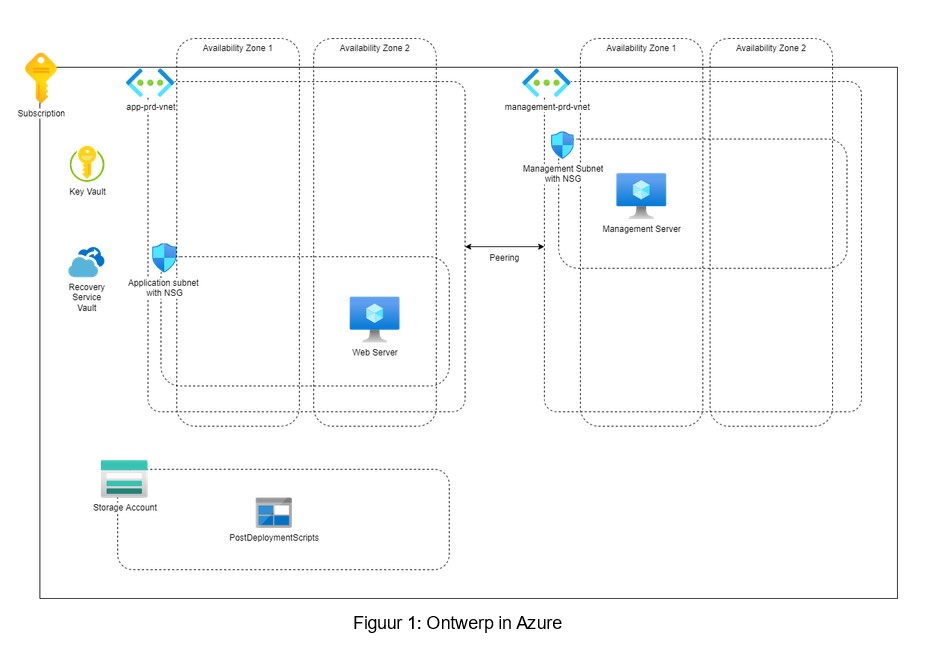 Availability Zone 1
Availability Zone 2
Availability Zone 1
Availability Zone 2
Subscription
app-prd-vnet
management-prd-vnet
Key Vault
Management Subnet
with NSG
Management Server
Peering
Recovery
Service
Vault
Application subnet
with NSG
Web Server
Storage Account
PostDeploymentScripts
Figuur 1: Ontwerp in Azure